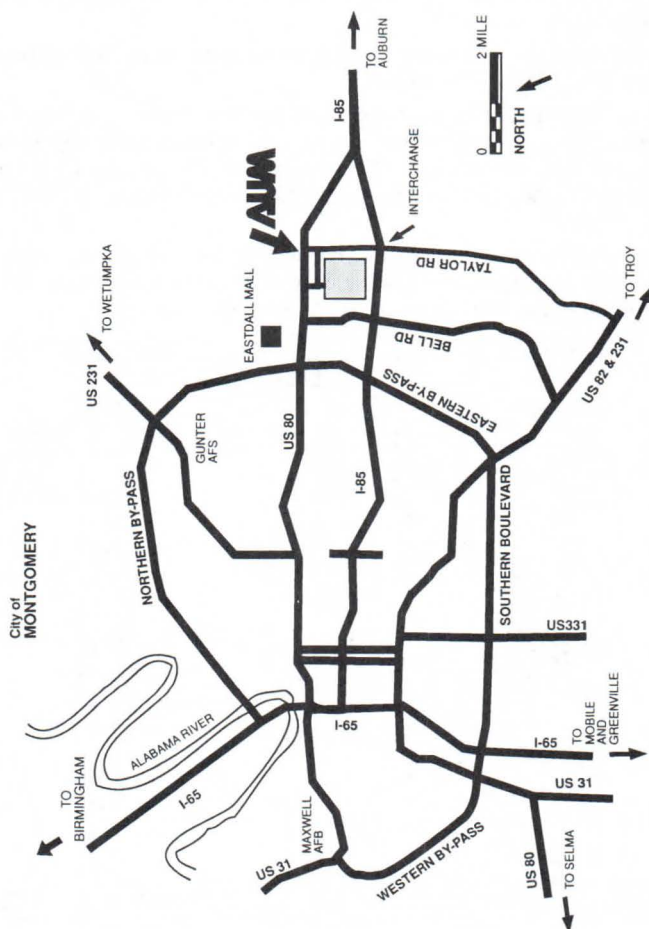 City of
MONTGOMERY
TO
BIRMINGHAM
I-65
ALABAMA RIVER
NORTHERN BY-PASS
US 231
TO WETUMPKA
GUNTER
AFS
EASTDALL MALL
I-85
TO
AUBURN
US 80
INTERCHANGE
I-85
EASTERN BY-PASS
BELL RD
TAYLOR RD
0
2 MILE
NORTH
MAXWELL
AFB
US 31
WESTERN BY-PASS
I-65
SOUTHERN BOULEVARD
US 82 & 231
TO TROY
US331
I-65
TO
MOBILE
AND
GREENVILLE
US 31
US 80
TO SELMA